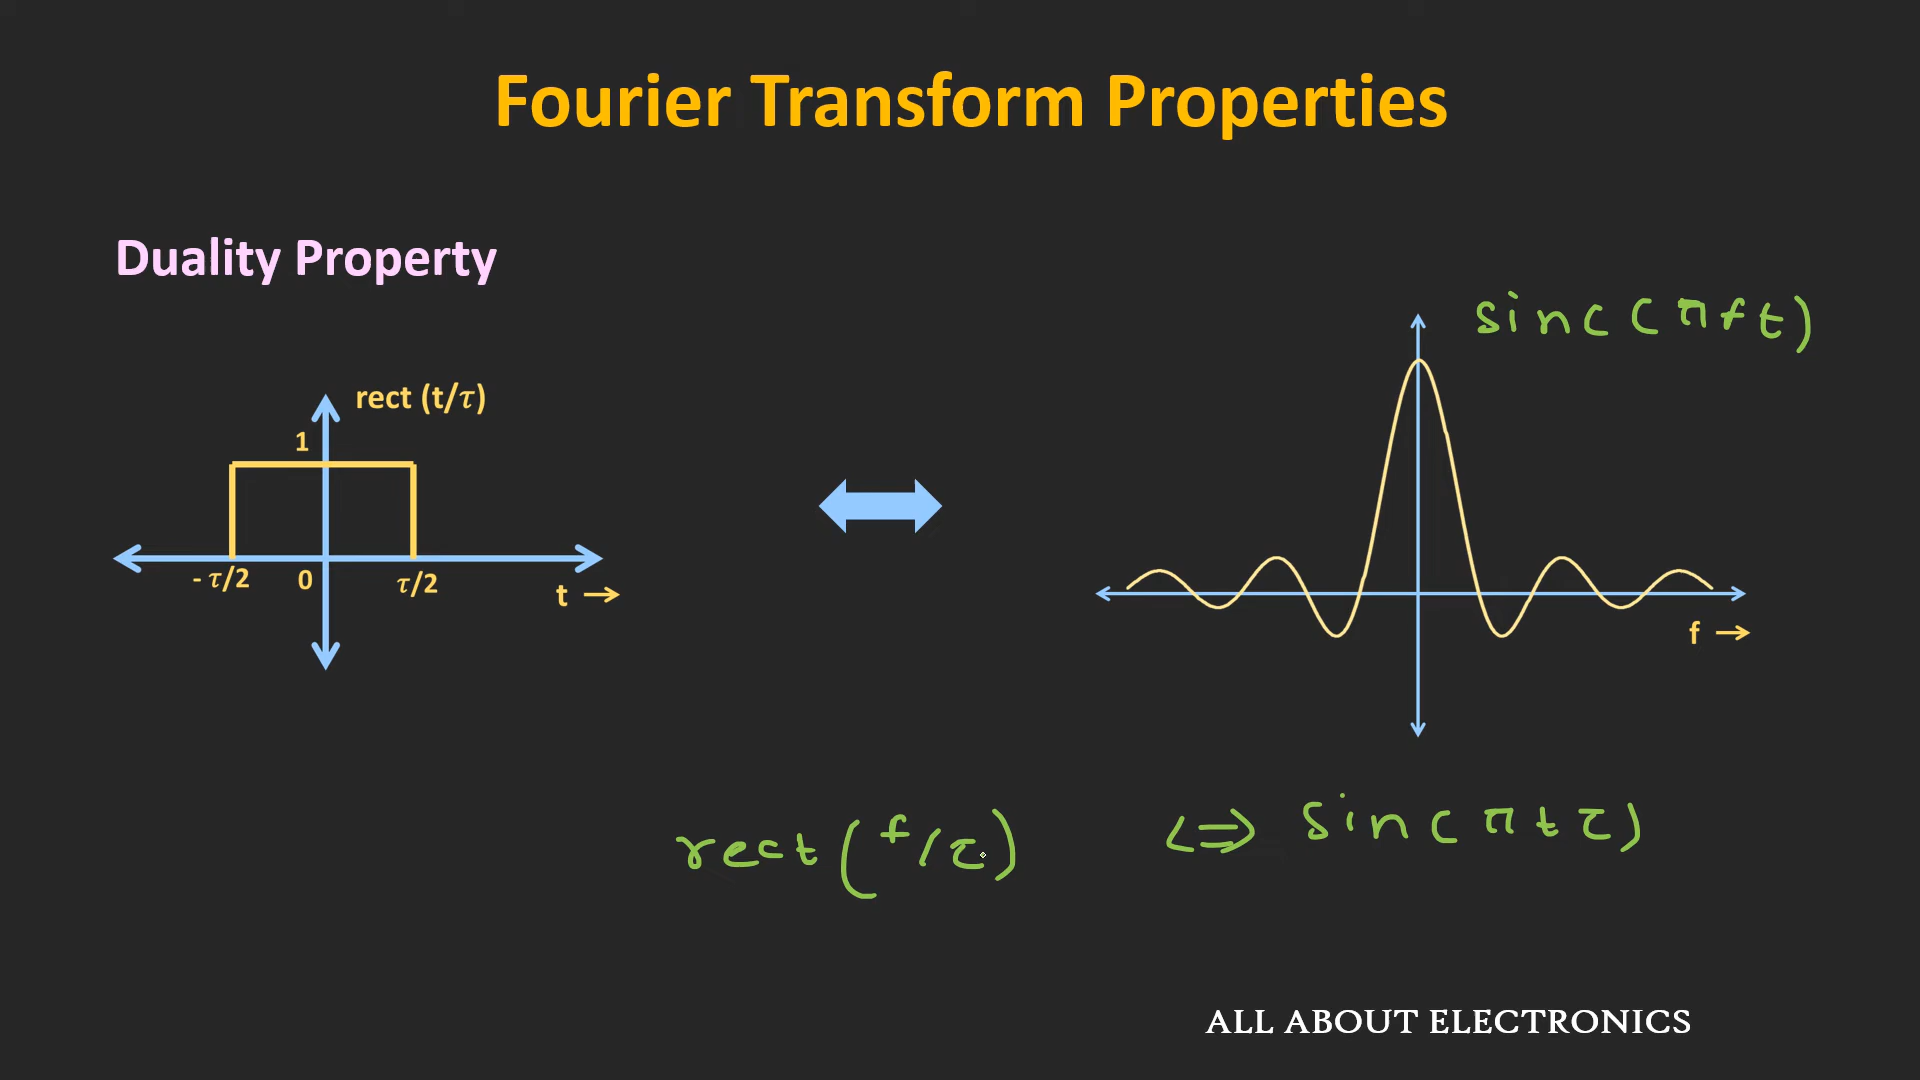 Fourier Transform Properties
Duality Property
sinc(πft)
rect (t/τ)
1
- τ/2
0
τ/2
t →
f →
rect(f/τ) <=> sinc πtτ)
ALL ABOUT ELECTRONICS